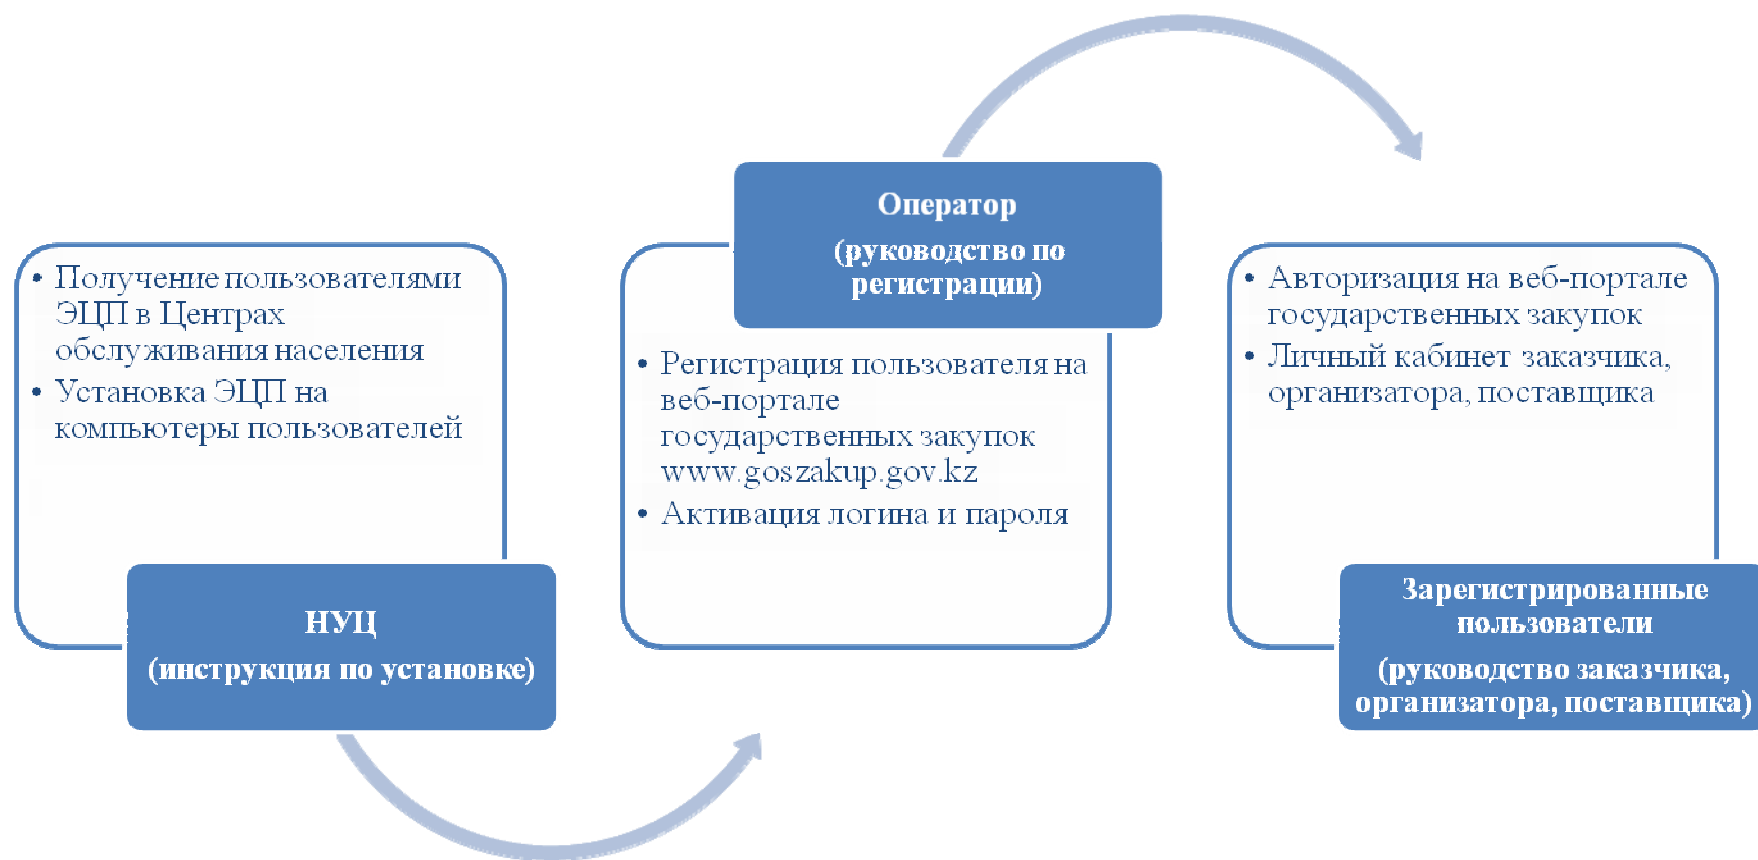 • Получение пользователями
ЭЦП в Центрах
обслуживания населения
• Установка ЭЦП на
компьютеры пользователей
НУЦ
(инструкция по установке)
Оператор
(руководство по
регистрации)
• Регистрация пользователя на
веб-портале
государственных закупок
www.goszakup.gov.kz
• Активация логина и пароля
• Авторизация на веб-портале
государственных закупок
• Личный кабинет заказчика,
организатора, поставщика
Зарегистрированные
пользователи
(руководство заказчика,
организатора, поставщика)